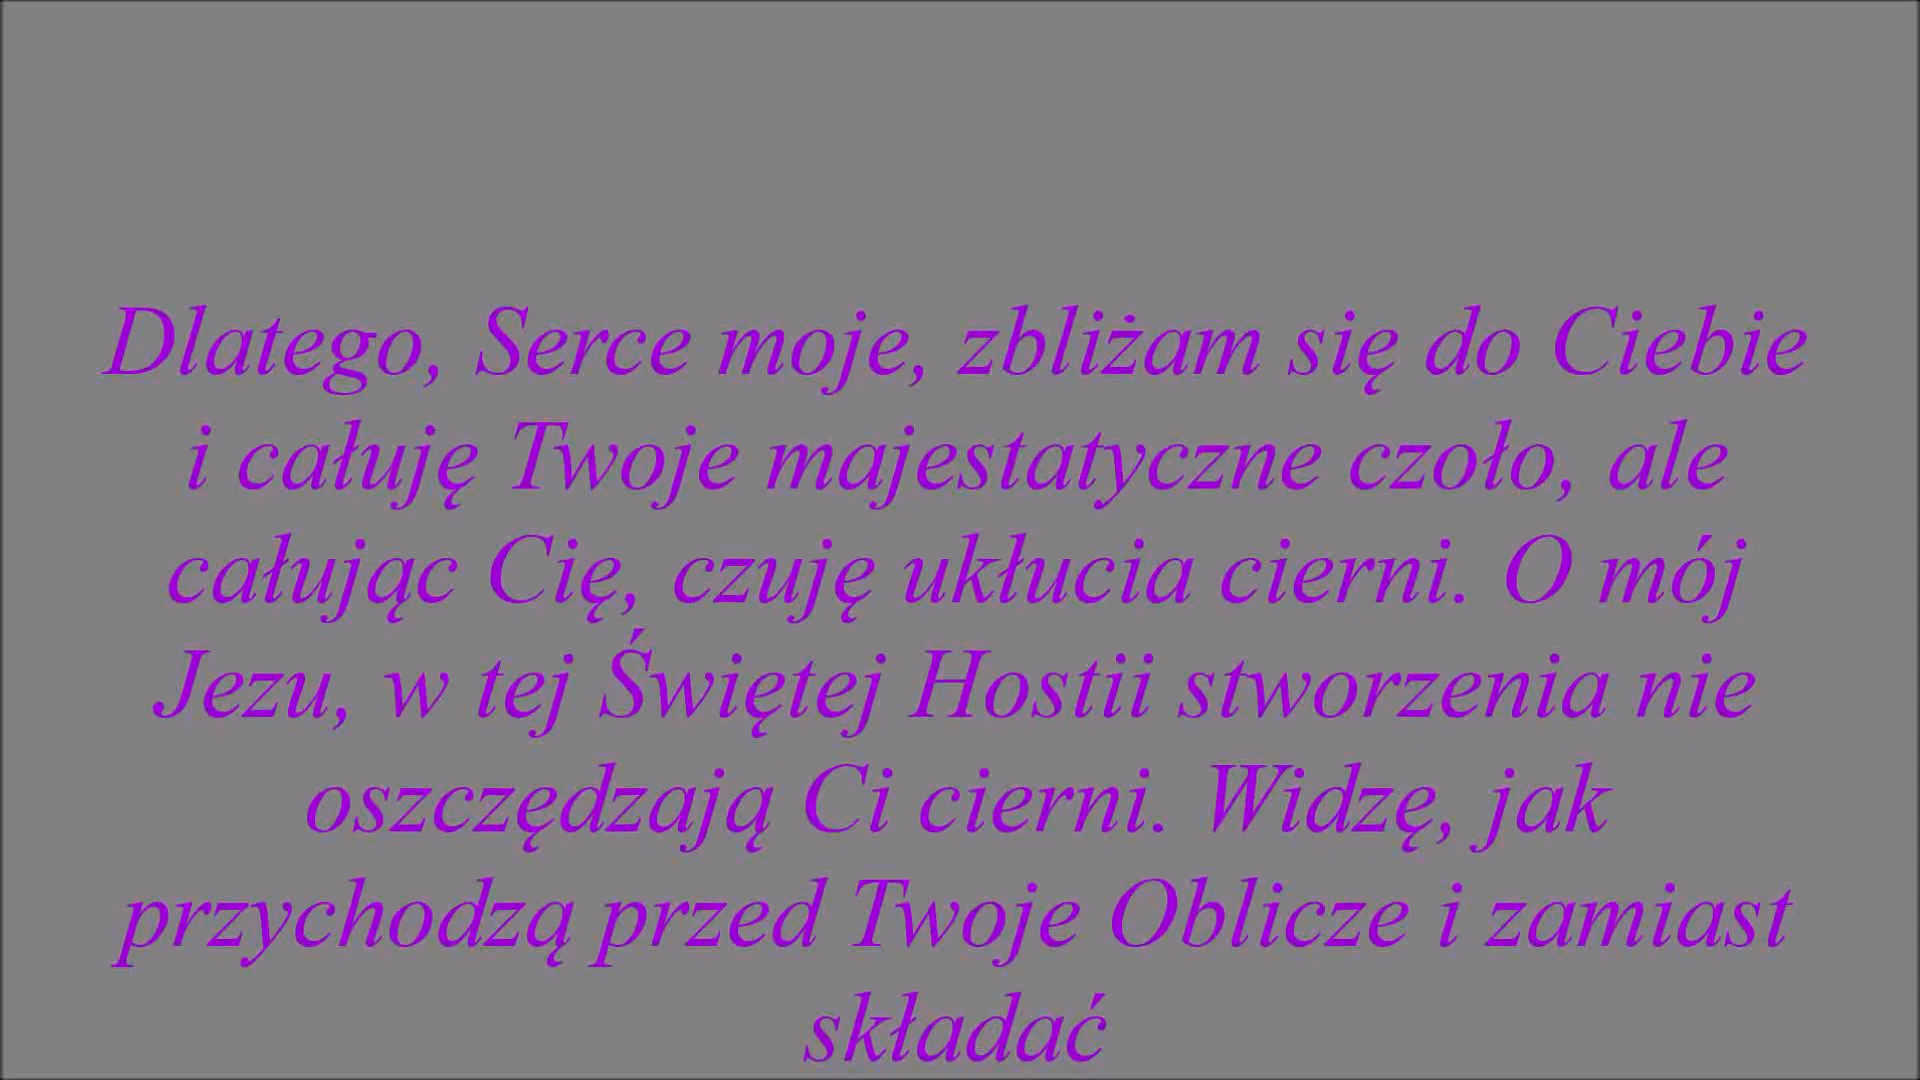 Dlatego, Serce moje, zbliżam się do Ciebie
i całuję Twoje majestatyczne czoło, ale
całując Cię, czuję ukłucia cierni. O mój
Jezu, w tej Świętej Hostii stworzenia nie
oszczędzają Ci cierni. Widzę, jak
przychodzą przed Twoje Oblicze i zamiast
składać